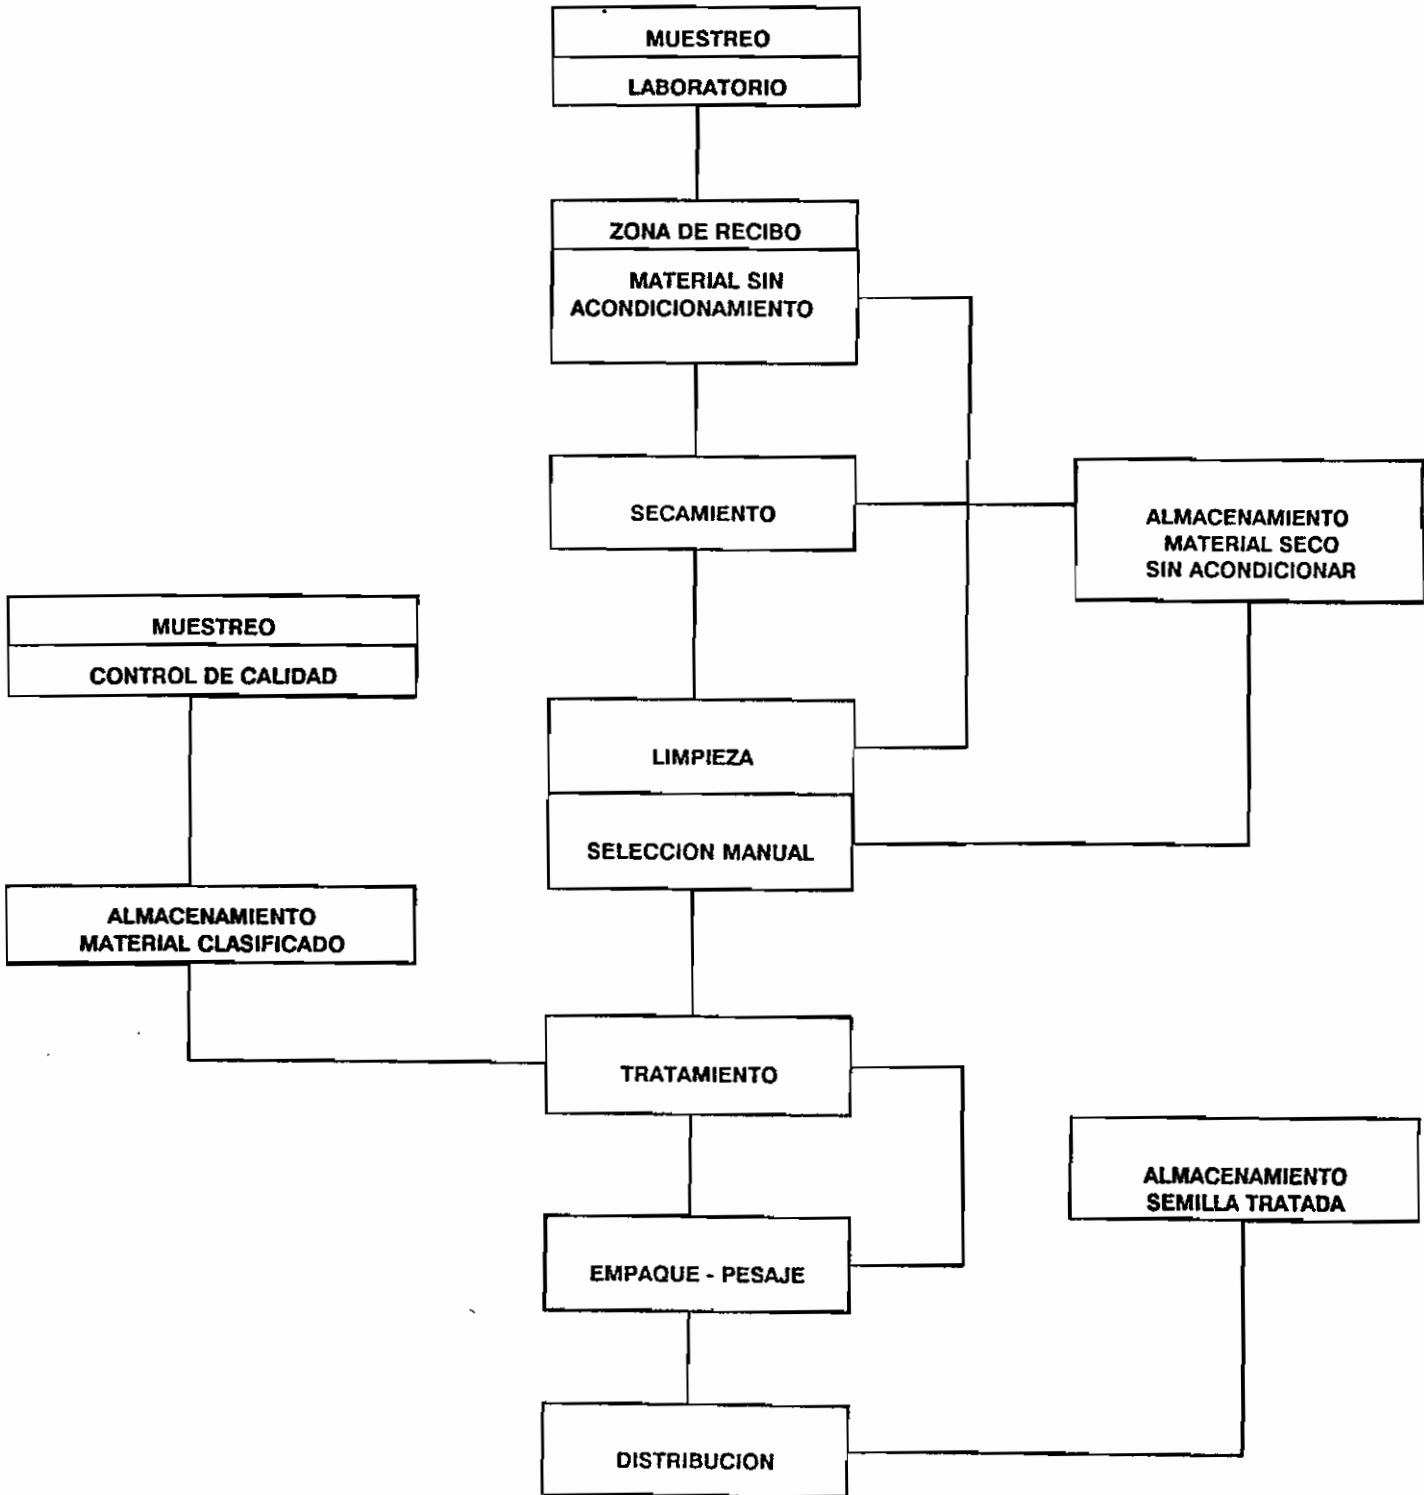 MUESTREO
LABORATORIO
ZONA DE RECIBO
MATERIAL SIN
ACONDICIONAMIENTO
SECAMIENTO
ALMACENAMIENTO
MATERIAL SECO
SIN ACONDICIONAR
MUESTREO
CONTROL DE CALIDAD
LIMPIEZA
SELECCION MANUAL
ALMACENAMIENTO
MATERIAL CLASIFICADO
TRATAMIENTO
ALMACENAMIENTO
SEMILLA TRATADA
EMPAQUE - PESAJE
DISTRIBUCION